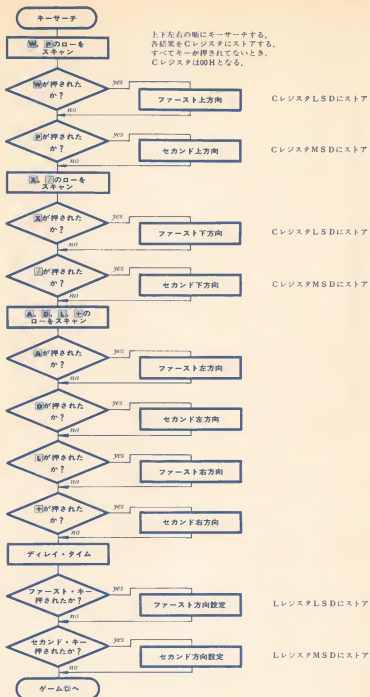 キーサーチ
上下左右の順にキーサーチする。
各結果をCレジスタにストアする。
すべてキーが押されてないとき、
Cレジスタは00Hとなる。
W、Pのローを
スキャン
Wが押された
か？
yes
no
ファースト上方向
CレジスタLSDにストア
Pが押された
か？
yes
no
セカンド上方向
CレジスタMSDにストア
X、/のローを
スキャン
Xが押された
か？
yes
no
ファースト下方向
CレジスタLSDにストア
/が押された
か？
yes
no
セカンド下方向
CレジスタMSDにストア
A、D、L、+の
ローをスキャン
Aが押された
か？
yes
no
ファースト左方向
Dが押された
か？
yes
no
セカンド左方向
Lが押された
か？
yes
no
ファースト右方向
+が押された
か？
yes
no
セカンド右方向
ディレイ・タイム
ファースト・キー
押されたか？
yes
no
ファースト方向設定
LレジスタLSDにストア
セカンド・キー
押されたか？
yes
no
セカンド方向設定
LレジスタMSDにストア
ゲームⒹへ